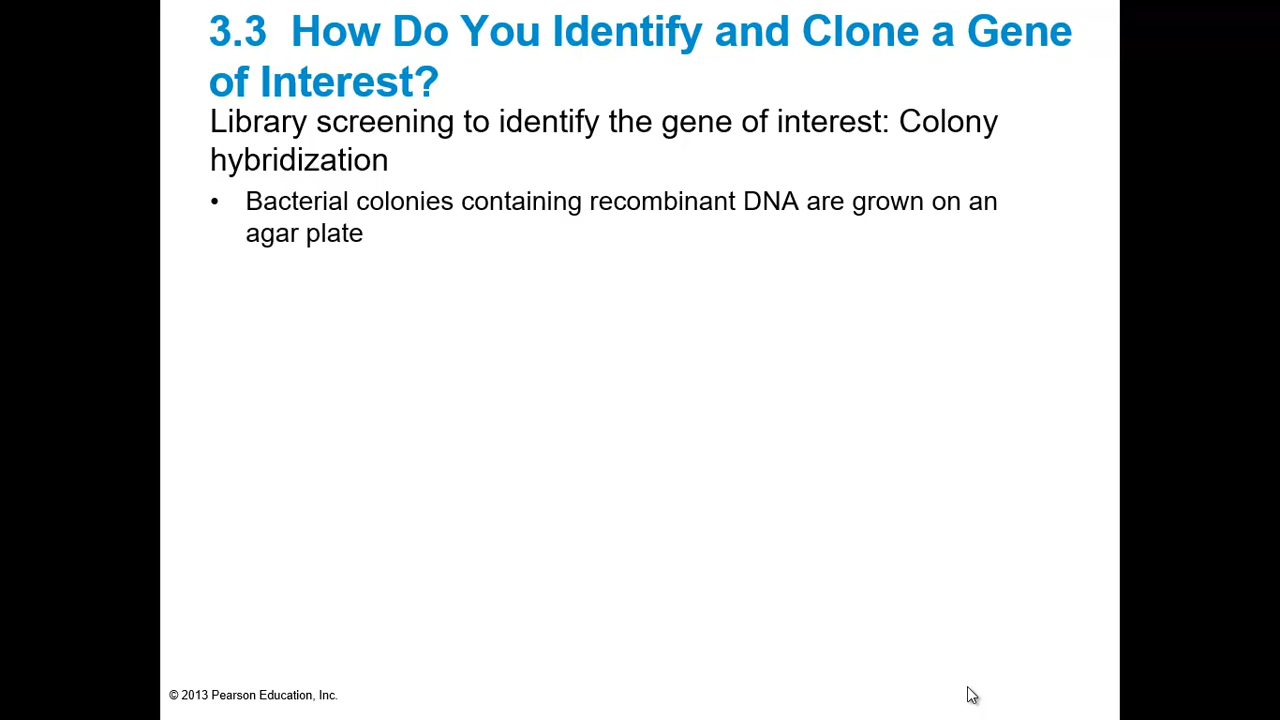 3.3 How Do You Identify and Clone a Gene
of Interest?
Library screening to identify the gene of interest: Colony
hybridization
• Bacterial colonies containing recombinant DNA are grown on an
agar plate
© 2013 Pearson Education, Inc.